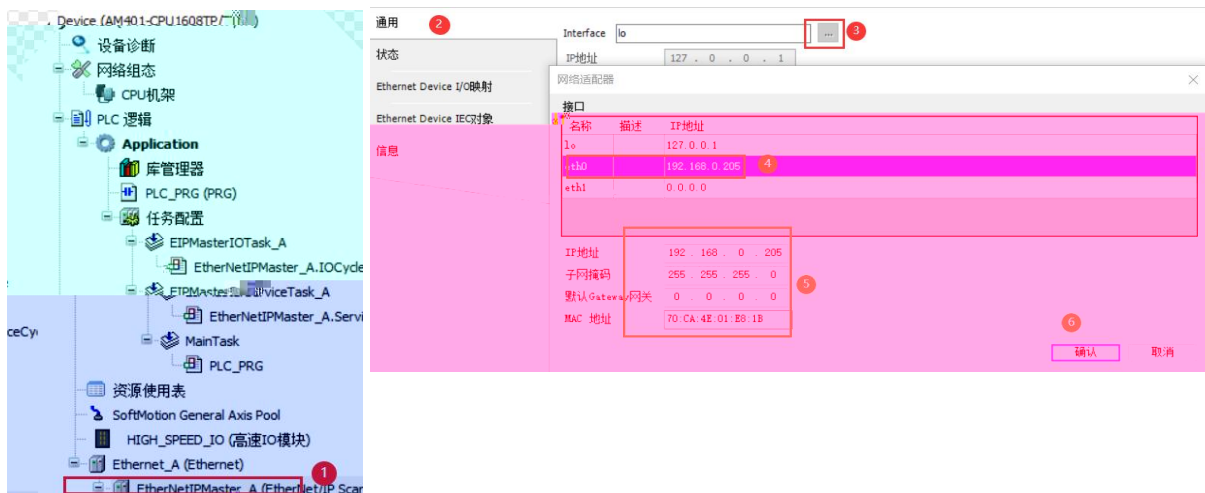 Device (AM401-CPU1608TP/
诊断
设备诊断
网络组态
CPU机架
PLC 逻辑
Application
库管理器
PLC_PRG (PRG)
任务配置
EIPMasterIOTask_A
EtherNetIPMaster_A.IOCycle
EtherNetIPMaster_A.Servi
ceCy
MainTask
PLC_PRG
资源使用表
SoftMotion General Axis Pool
HIGH_SPEED_IO (高速IO模块)
Ethernet_A (Ethernet)
1
EtherNetIPMaster_A (EtherNet/IP Scar
通用
2
状态
Ethernet Device I/O映射
Ethernet Device IEC对象
信息
Interface lo ... 3
IP地址 127 . 0 . 0 . 1
网络适配器
接口
名称 描述 IP地址
lo 127.0.0.1
eth0 192.168.0.205 4
eth1 0.0.0.0
IP地址 192 . 168 . 0 . 205
子网掩码 255 . 255 . 255 . 0
默认Gateway网关 0 . 0 . 0 . 0
5
MAC 地址 70:CA:4E:01:E8:1B
6
确认 取消